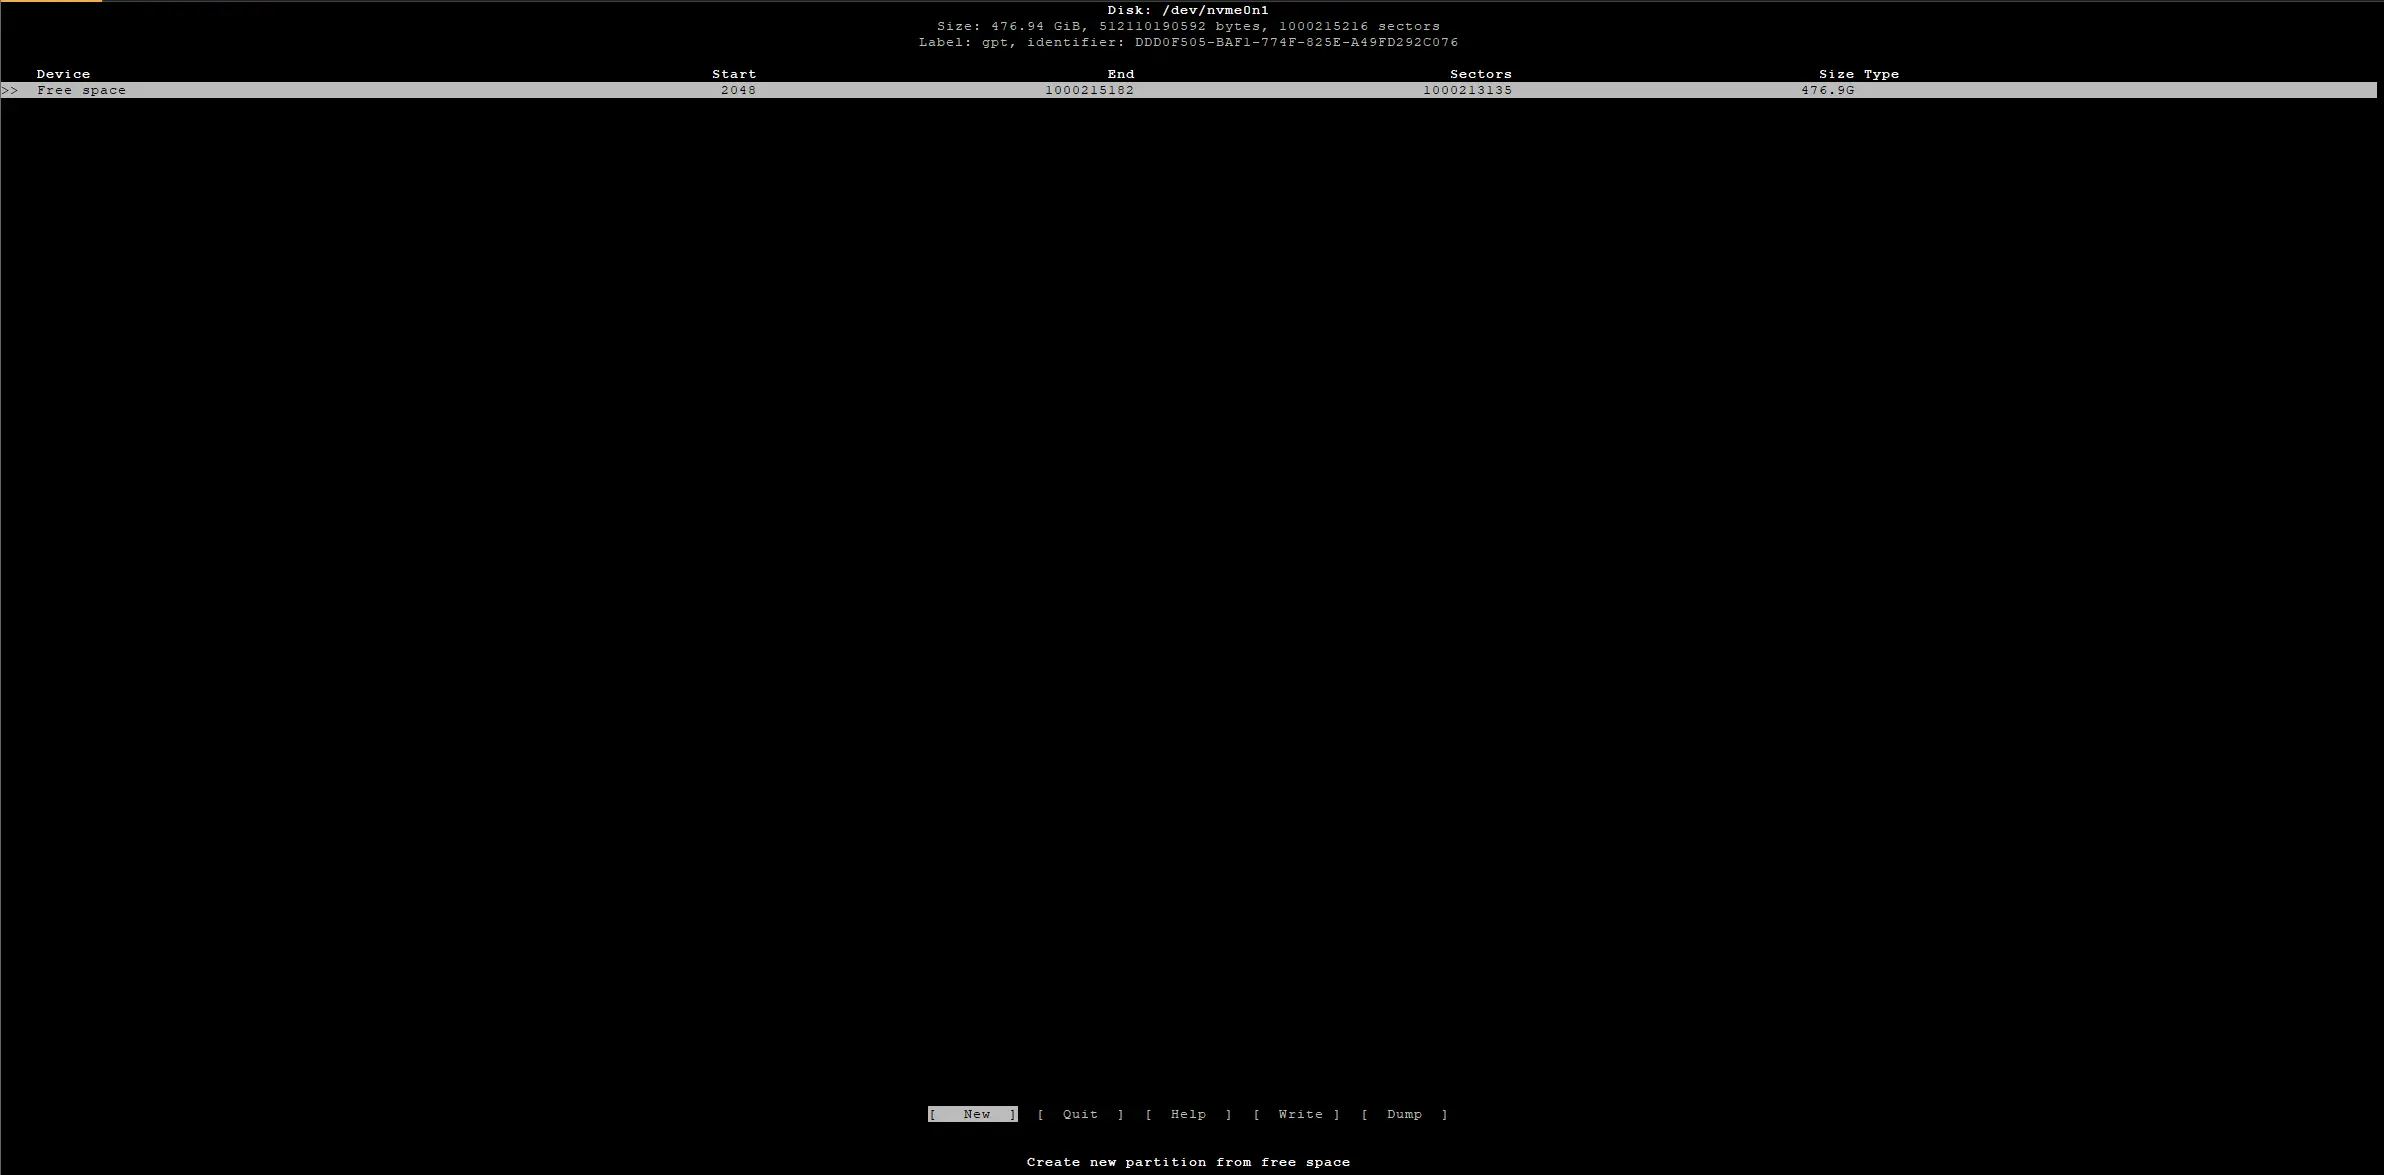 Disk: /dev/nvme0n1
Size: 476.94 GiB, 512110190592 bytes, 1000215216 sectors
Label: gpt, identifier: DDD0F505-BAF1-774F-825E-A49FD292C076
Device Start End Sectors Size Type
>> Free space 2048 1000215182 1000213135 476.9G
[ New ] [ Quit ] [ Help ] [ Write ] [ Dump ]
Create new partition from free space